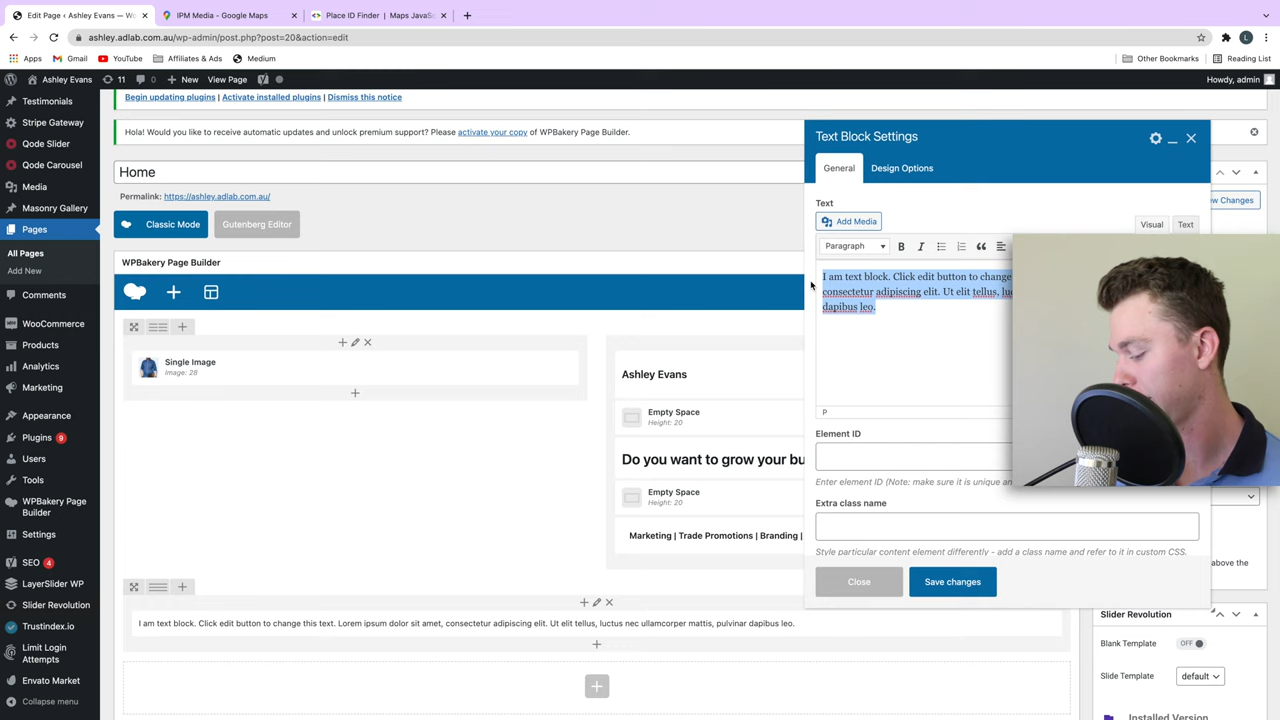 Edit Page ‹ Ashley Evans — Wo
IPM Media - Google Maps
Place ID Finder | Maps JavaSc
ashley.adlab.com.au/wp-admin/post.php?post=20&action=edit
L
Apps
Gmail
YouTube
Affiliates & Ads
Medium
Other Bookmarks
Reading List
Ashley Evans
11
0
New
View Page
Howdy, admin
Testimonials
Stripe Gateway
Qode Slider
Qode Carousel
Media
Masonry Gallery
Pages
All Pages
Add New
Comments
WooCommerce
Products
Analytics
Marketing
Appearance
Plugins 9
Users
Tools
WPBakery Page
Builder
Settings
SEO 4
LayerSlider WP
Slider Revolution
Trustindex.io
Limit Login
Attempts
Envato Market
Collapse menu
Begin updating plugins | Activate installed plugins | Dismiss this notice
Hola! Would you like to receive automatic updates and unlock premium support? Please activate your copy of WPBakery Page Builder.
Home
Permalink: https://ashley.adlab.com.au/
Classic Mode
Gutenberg Editor
WPBakery Page Builder
Single Image
Image: 28
Ashley Evans
Empty Space
Height: 20
Do you want to grow your bu
Empty Space
Height: 20
Marketing | Trade Promotions | Branding |
I am text block. Click edit button to change this text. Lorem ipsum dolor sit amet, consectetur adipiscing elit. Ut elit tellus, luctus nec ullamcorper mattis, pulvinar dapibus leo.
Text Block Settings
General
Design Options
Text
Add Media
Visual
Text
Paragraph
I am text block. Click edit button to change
consectetur adipiscing elit. Ut elit tellus, luc
dapibus leo.
P
Element ID
Enter element ID (Note: make sure it is unique an
Extra class name
Style particular content element differently - add a class name and refer to it in custom CSS.
Close
Save changes
w Changes
above the
Slider Revolution
Blank Template
OFF
Slide Template
default
Installed Version